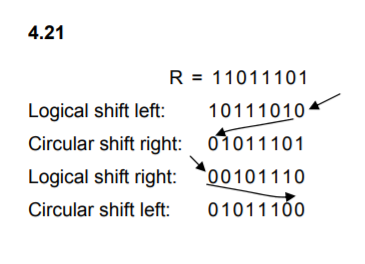 4.21
R = 11011101
Logical shift left: 10111010
Circular shift right: 01011101
Logical shift right: 00101110
Circular shift left: 01011100